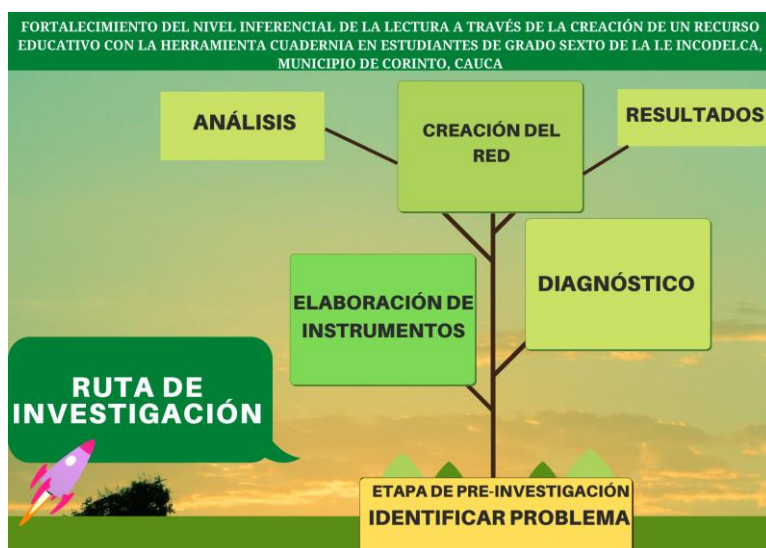 FORTALECIMIENTO DEL NIVEL INFERENCIAL DE LA LECTURA A TRAVÉS DE LA CREACIÓN DE UN RECURSO
EDUCATIVO CON LA HERRAMIENTA CUADERNIA EN ESTUDIANTES DE GRADO SEXTO DE LA I.E INCODELCA,
MUNICIPIO DE CORINTO, CAUCA
ANÁLISIS
CREACIÓN DEL
RED
RESULTADOS
ELABORACIÓN DE
INSTRUMENTOS
DIAGNÓSTICO
RUTA DE
INVESTIGACIÓN
ETAPA DE PRE-INVESTIGACIÓN
IDENTIFICAR PROBLEMA